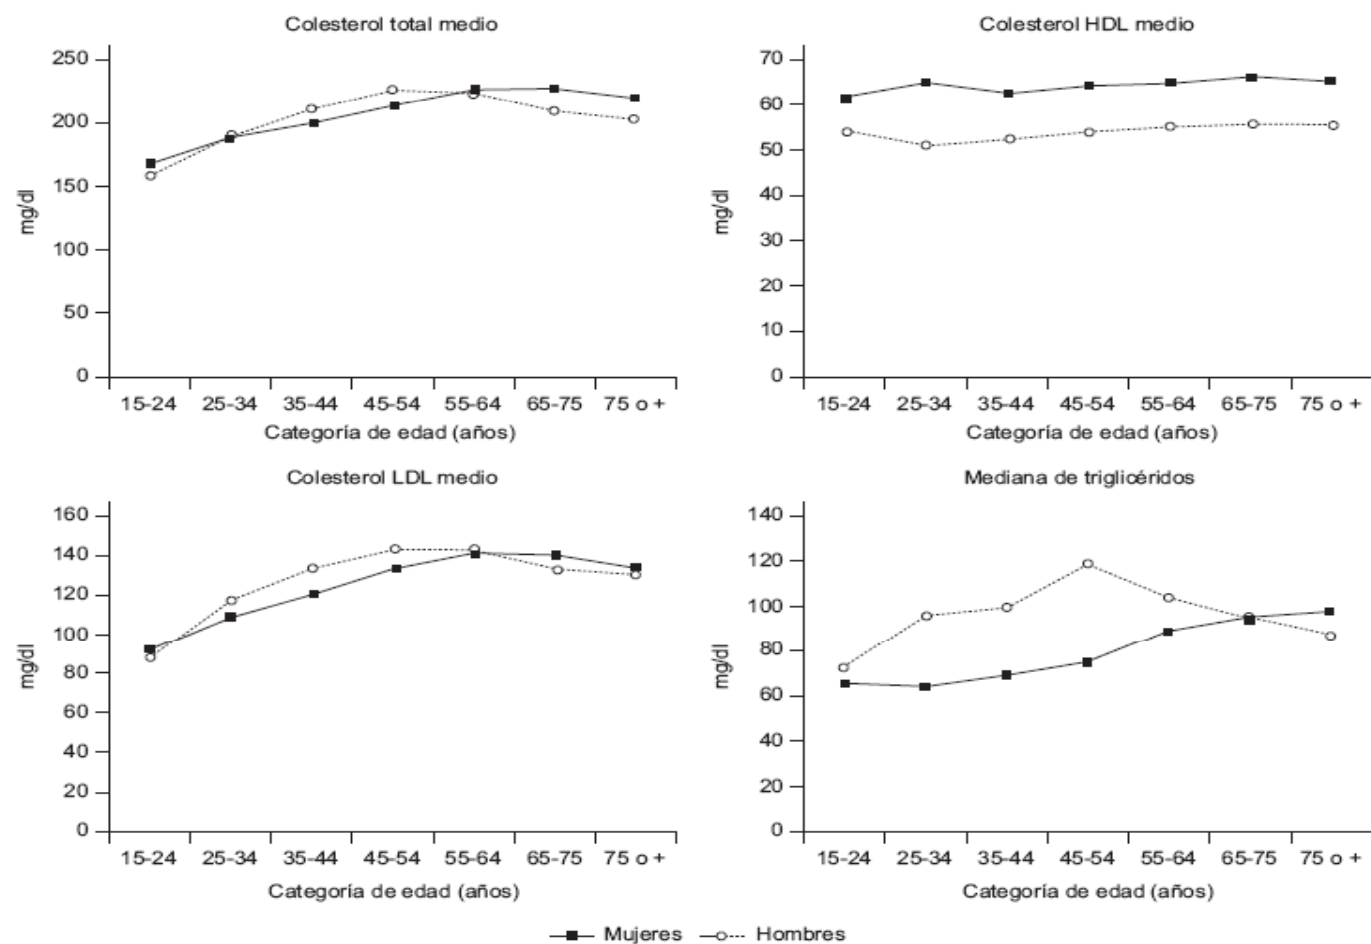 Colesterol total medio
250
200
150
100
50
0
mg/dl
15-24 25-34 35-44 45-54 55-64 65-75 75 o +
Categoría de edad (años)
Colesterol HDL medio
70
60
50
40
30
20
10
0
mg/dl
15-24 25-34 35-44 45-54 55-64 65-75 75 o +
Categoría de edad (años)
Colesterol LDL medio
160
140
120
100
80
60
40
20
0
mg/dl
15-24 25-34 35-44 45-54 55-64 65-75 75 o +
Categoría de edad (años)
Mediana de triglicéridos
140
120
100
80
60
40
20
0
mg/dl
15-24 25-34 35-44 45-54 55-64 65-75 75 o +
Categoría de edad (años)
Mujeres Hombres